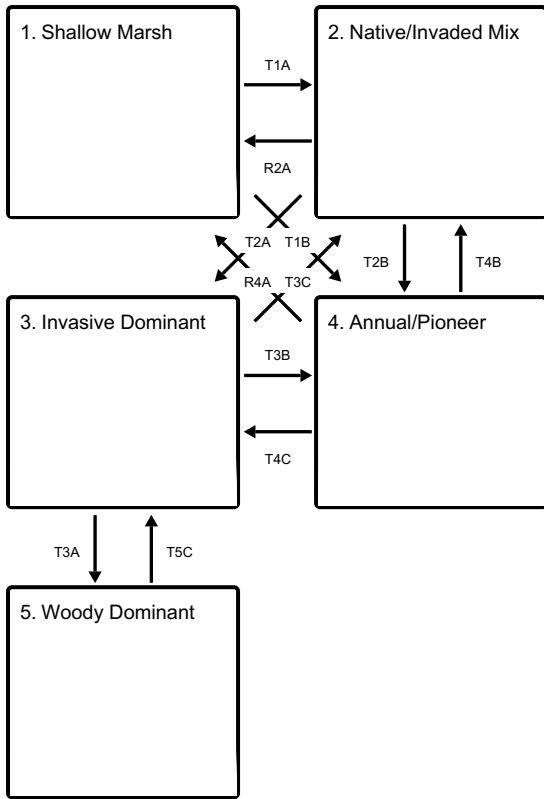 1. Shallow Marsh
2. Native/Invaded Mix
T1A
R2A
T2A T1B
R4A T3C
T2B
T4B
3. Invasive Dominant
4. Annual/Pioneer
T3B
T4C
T3A
T5C
5. Woody Dominant